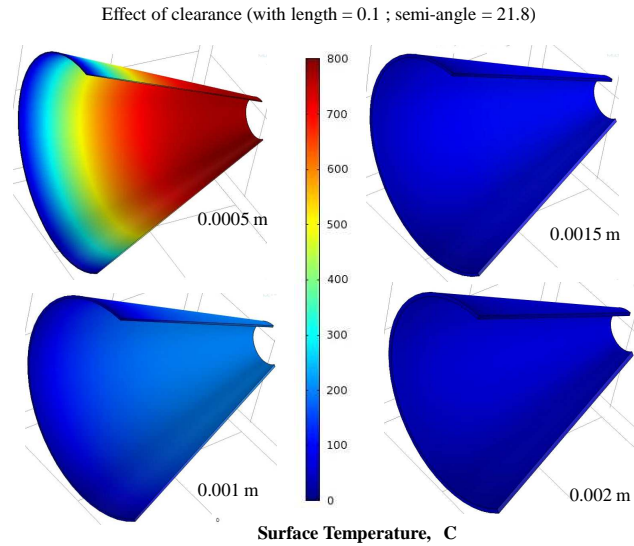 Effect of clearance (with length = 0.1 ; semi-angle = 21.8)
800
700
600
500
400
300
200
100
0
0.0005 m
0.0015 m
0.001 m
0.002 m
Surface Temperature, C